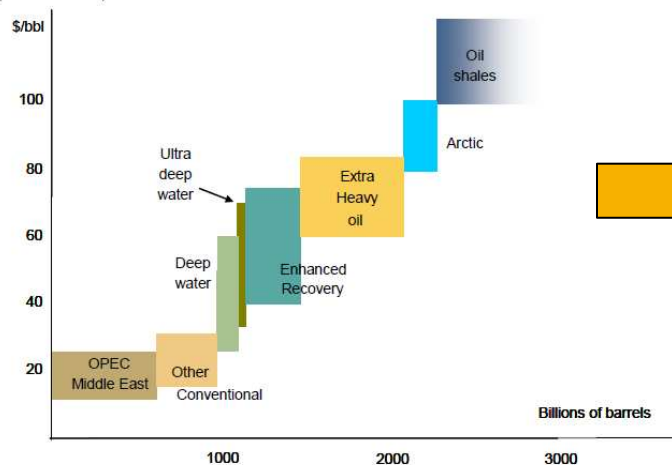 $/bbl
Oil
shales
100
Arctic
Ultra
deep
water
80
Extra
Heavy
oil
60
Deep
water
Enhanced
Recovery
40
20
OPEC
Middle East
Other
Conventional
Billions of barrels
1000
2000
3000